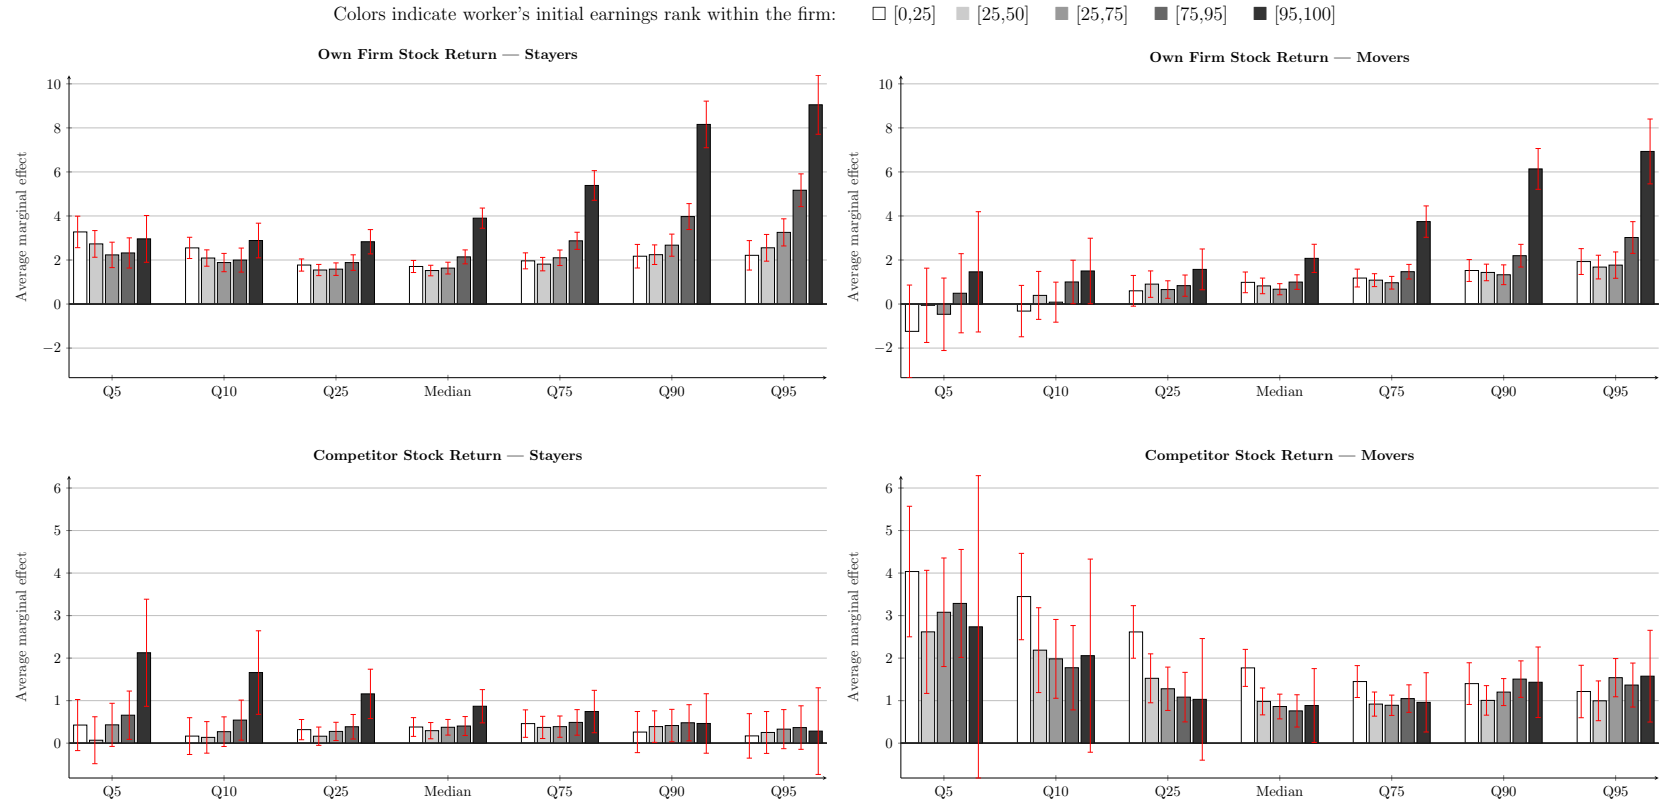 Colors indicate worker's initial earnings rank within the firm: [0,25] [25,50] [25,75] [75,95] [95,100]
Own Firm Stock Return — Stayers
Average marginal effect
10
8
6
4
2
0
−2
Q5 Q10 Q25 Median Q75 Q90 Q95
Own Firm Stock Return — Movers
Average marginal effect
10
8
6
4
2
0
−2
Q5 Q10 Q25 Median Q75 Q90 Q95
Competitor Stock Return — Stayers
Average marginal effect
6
5
4
3
2
1
0
Q5 Q10 Q25 Median Q75 Q90 Q95
Competitor Stock Return — Movers
Average marginal effect
6
5
4
3
2
1
0
Q5 Q10 Q25 Median Q75 Q90 Q95